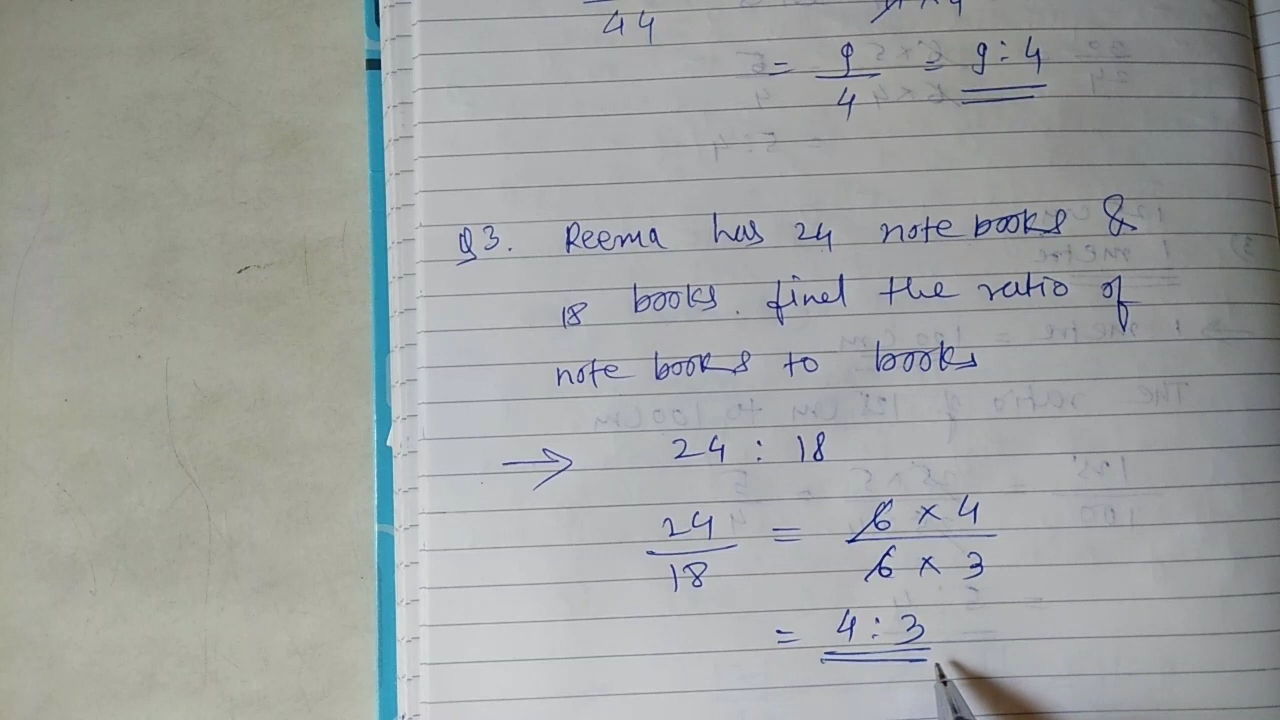 44
= 9/4 = 9:4
Q3. Reema has 24 note books &
18 books. find the ratio of
note books to books
→ 24 : 18
24/18 = 6 × 4/6 × 3
= 4 : 3